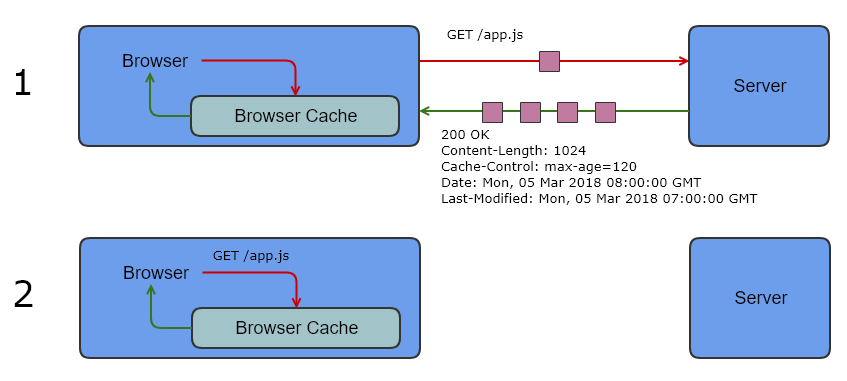 GET /app.js
1
Browser
Browser Cache
Server
200 OK
Content-Length: 1024
Cache-Control: max-age=120
Date: Mon, 05 Mar 2018 08:00:00 GMT
Last-Modified: Mon, 05 Mar 2018 07:00:00 GMT
2
GET /app.js
Browser
Browser Cache
Server